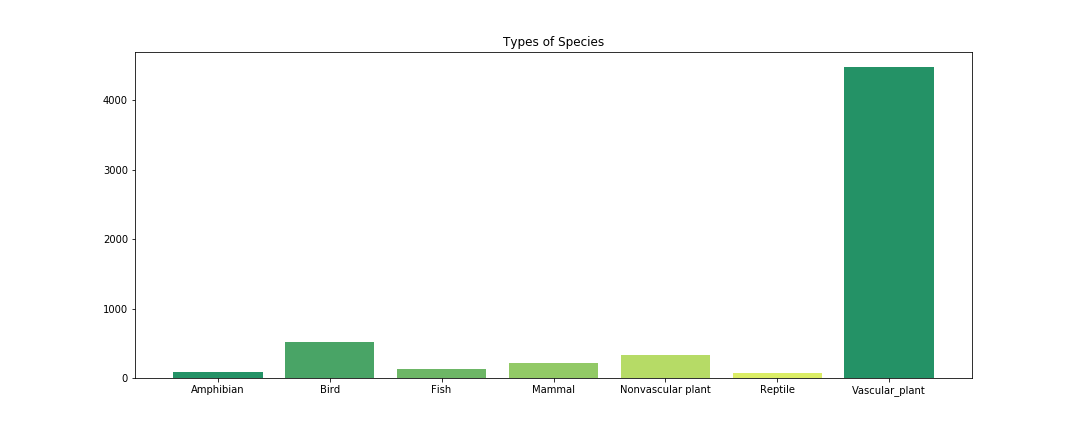 Types of Species
4000
3000
2000
1000
0
Amphibian Bird Fish Mammal Nonvascular plant Reptile Vascular_plant